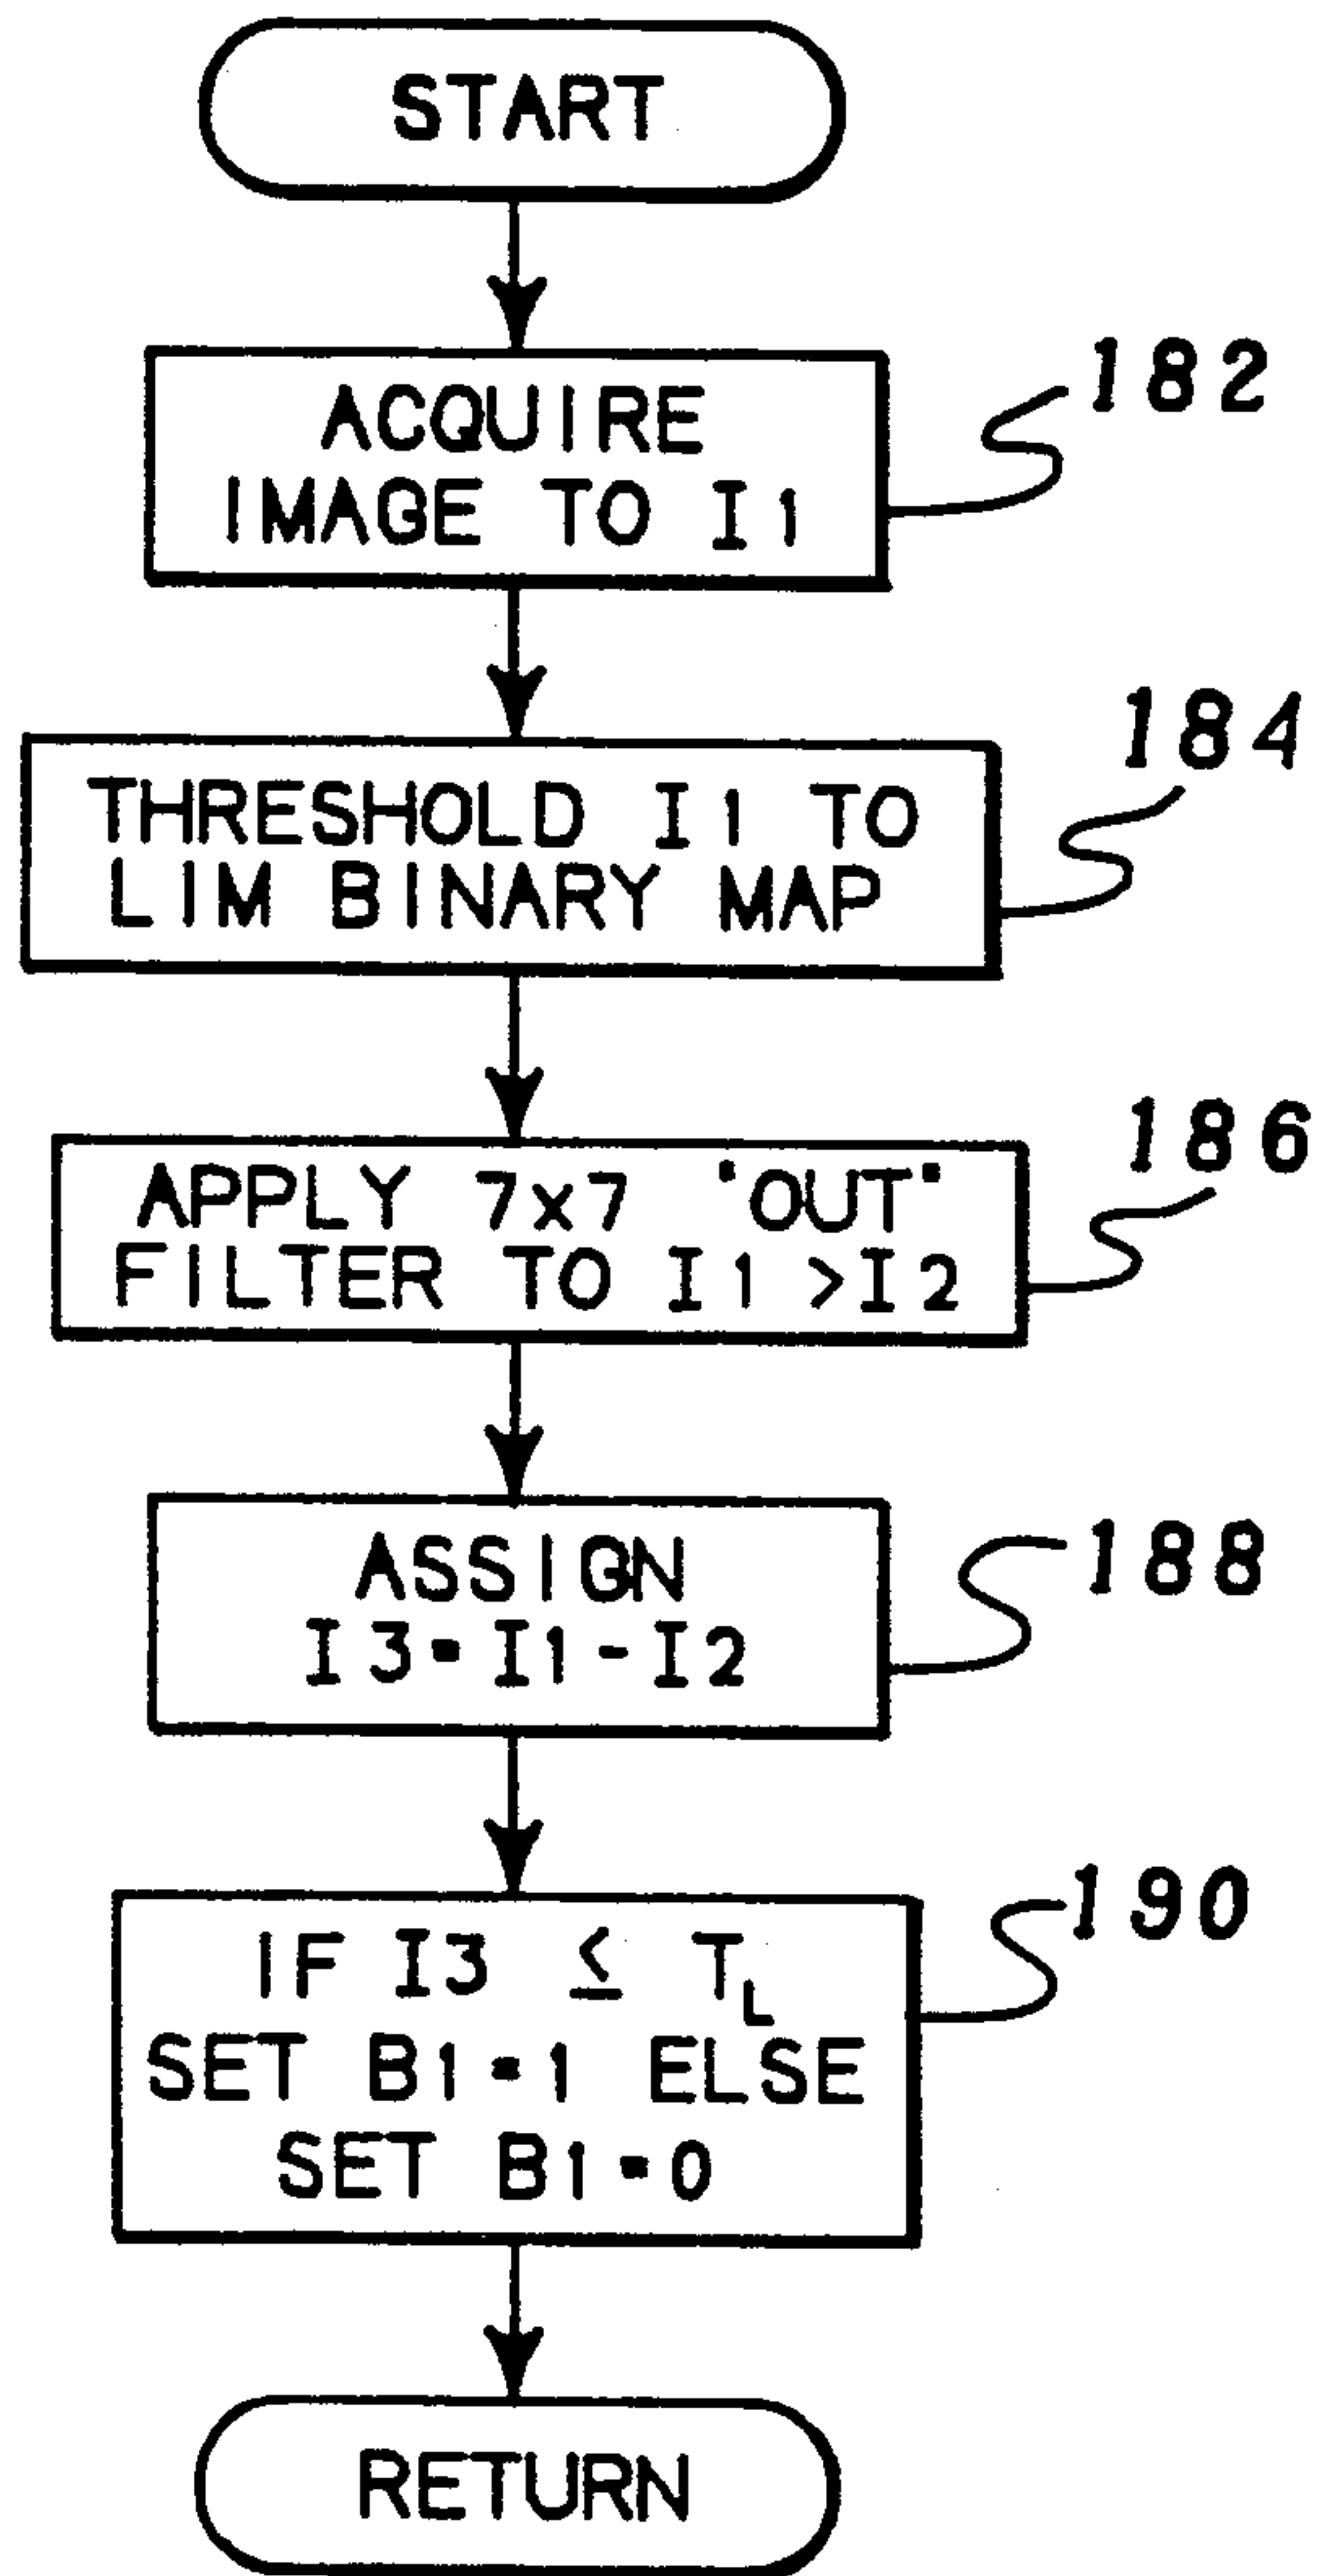 START
ACQUIRE
IMAGE TO I1
182
THRESHOLD I1 TO
LIM BINARY MAP
184
APPLY 7x7 "OUT"
FILTER TO I1 >I2
186
ASSIGN
I3=I1-I2
188
IF I3 ≤ TL
SET B1=1 ELSE
SET B1=0
190
RETURN